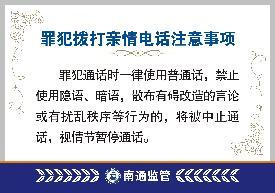 罪犯拨打亲情电话注意事项
罪犯通话时一律使用普通话，禁止
使用隐语、暗语，散布有碍改造的言论
或有扰乱秩序等行为的，将被中止通
话，视情节暂停通话。
南通监管